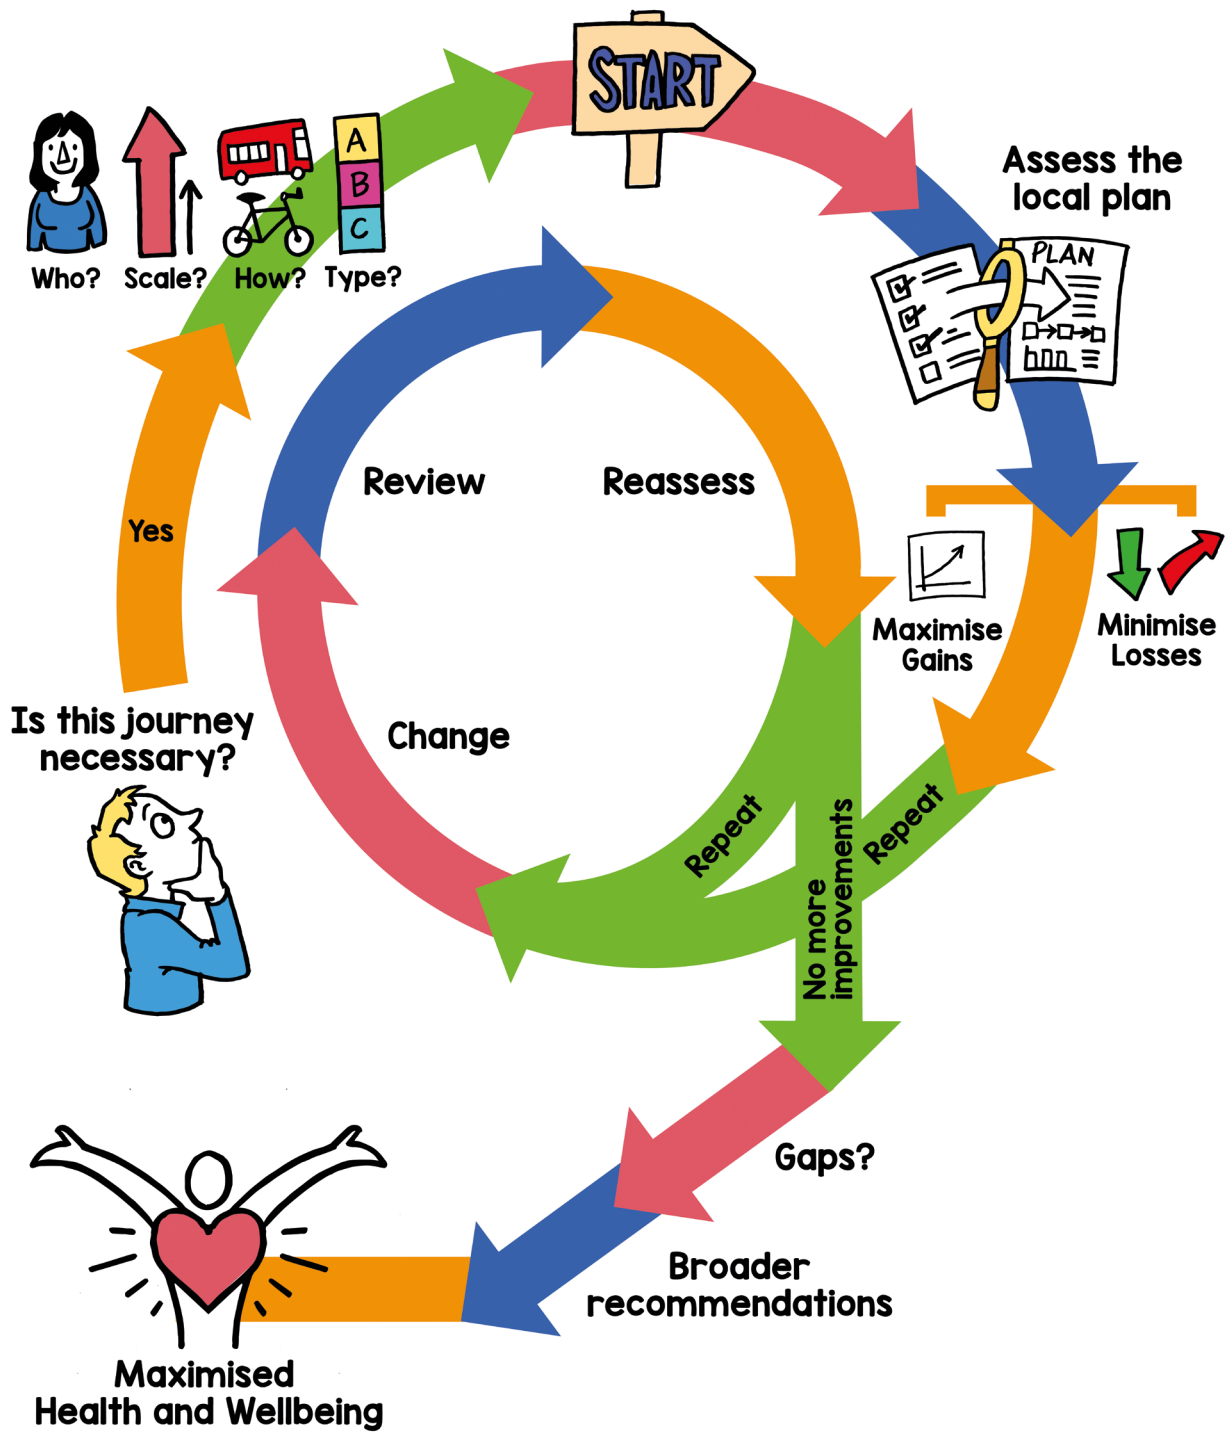 START
Assess the
local plan
PLAN
A
B
C
Who?
Scale?
How?
Type?
Review
Reassess
Yes
Maximise
Gains
Minimise
Losses
Is this journey
necessary?
Change
Repeat
No more
improvements
Repeat
Gaps?
Broader
recommendations
Maximised
Health and Wellbeing